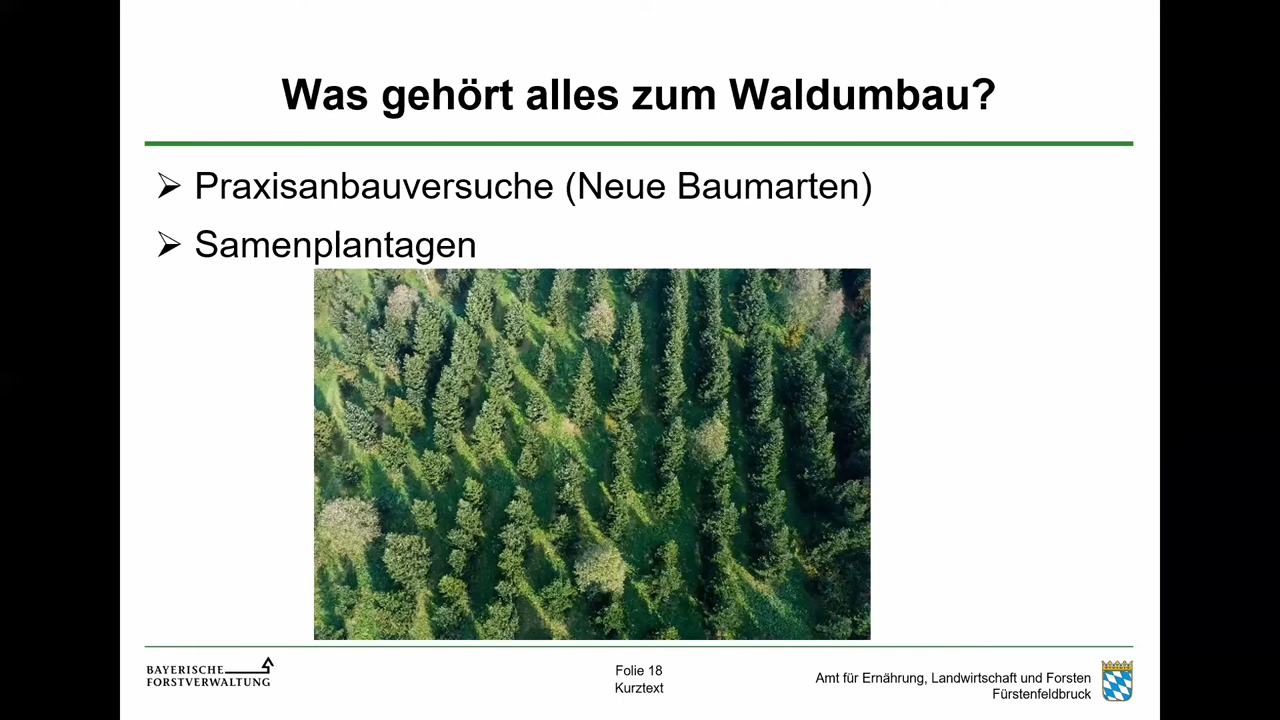 Was gehört alles zum Waldumbau?
Praxisanbauversuche (Neue Baumarten)
Samenplantagen
BAYERISCHE
FORSTVERWALTUNG
Folie 18
Kurztext
Amt für Ernährung, Landwirtschaft und Forsten
Fürstenfeldbruck